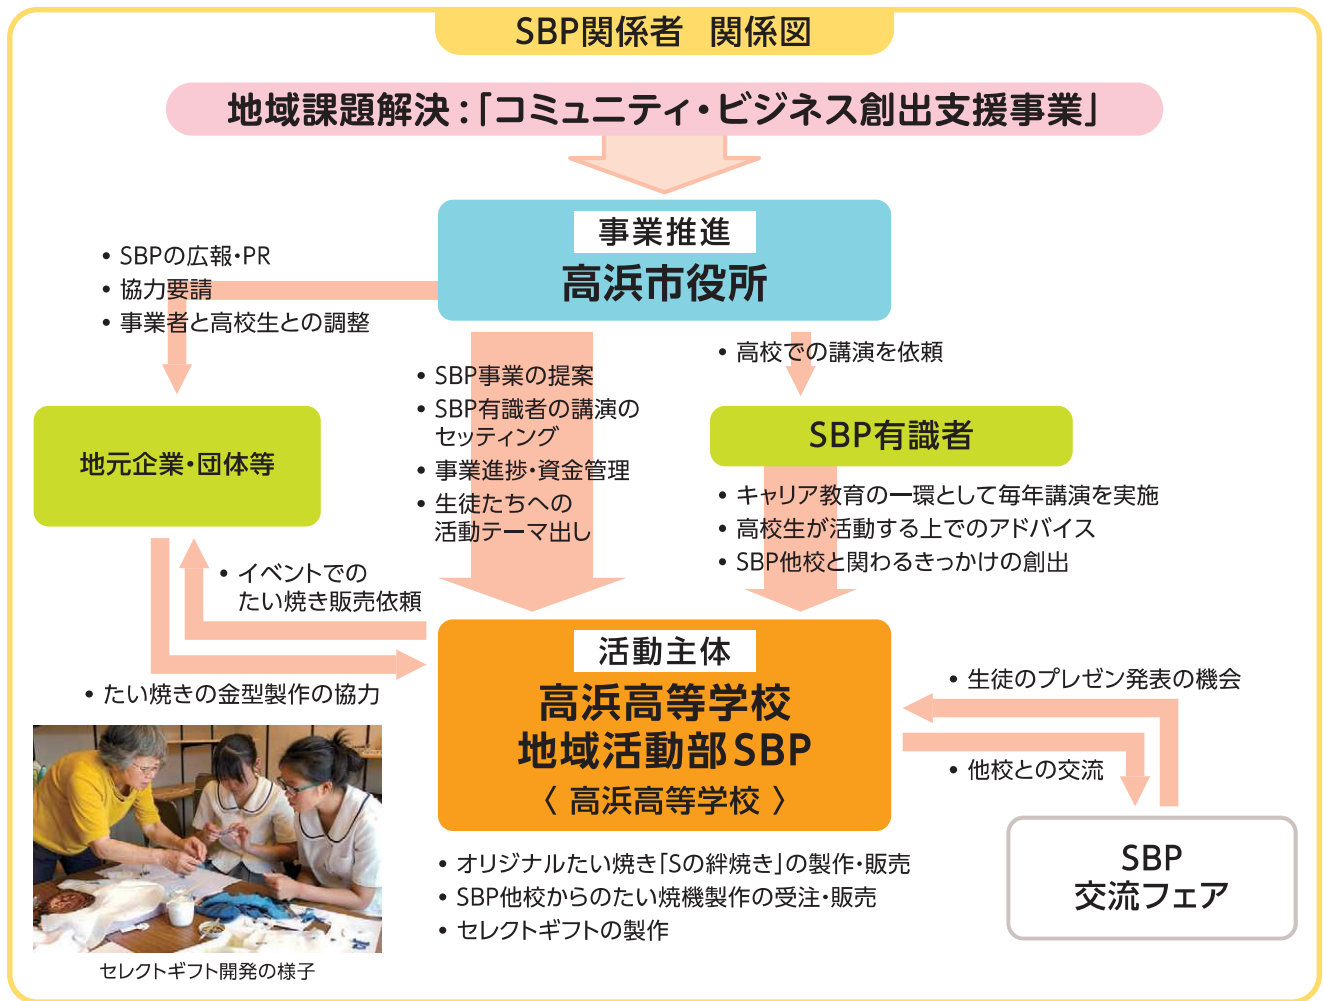 SBP関係者 関係図
地域課題解決:「コミュニティ・ビジネス創出支援事業」
事業推進
高浜市役所
• SBPの広報・PR
• 協力要請
• 事業者と高校生との調整
• SBP事業の提案
• SBP有識者の講演の
セッティング
• 事業進捗・資金管理
• 生徒たちへの
活動テーマ出し
• 高校での講演を依頼
地元企業・団体等
SBP有識者
• キャリア教育の一環として毎年講演を実施
• 高校生が活動する上でのアドバイス
• SBP他校と関わるきっかけの創出
• イベントでの
たい焼き販売依頼
• たい焼きの金型製作の協力
活動主体
高浜高等学校
地域活動部SBP
〈 高浜高等学校 〉
• 生徒のプレゼン発表の機会
• 他校との交流
SBP
交流フェア
• オリジナルたい焼き「Sの絆焼き」の製作・販売
• SBP他校からのたい焼機製作の受注・販売
• セレクトギフトの製作
セレクトギフト開発の様子